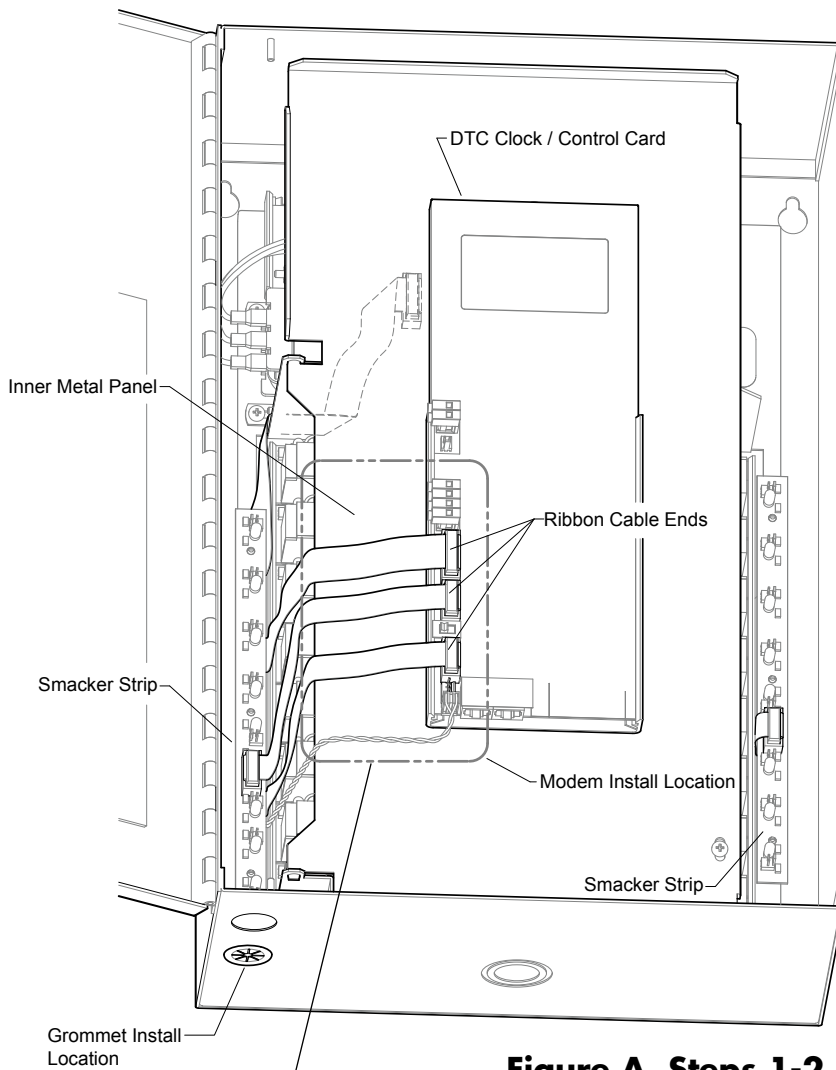 DTC Clock / Control Card
Inner Metal Panel
Ribbon Cable Ends
Smacker Strip
Modem Install Location
Smacker Strip
Grommet Install
Location
Figure A, Steps 1-2